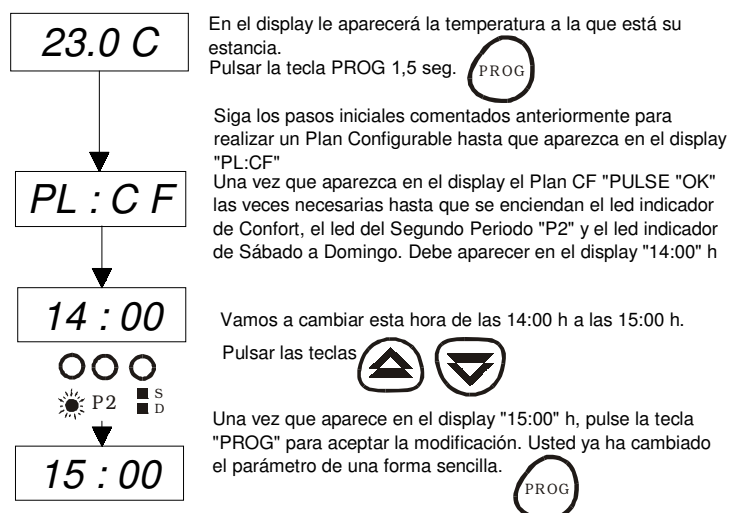 23.0 C
En el display le aparecerá la temperatura a la que está su
estancia.
Pulsar la tecla PROG 1,5 seg.
PROG
Siga los pasos iniciales comentados anteriormente para
realizar un Plan Configurable hasta que aparezca en el display
"PL:CF"
PL : C F
Una vez que aparezca en el display el Plan CF "PULSE "OK"
las veces necesarias hasta que se enciendan el led indicador
de Confort, el led del Segundo Periodo "P2" y el led indicador
de Sábado a Domingo. Debe aparecer en el display "14:00" h
14 : 00
Vamos a cambiar esta hora de las 14:00 h a las 15:00 h.
Pulsar las teclas
P2
S
D
Una vez que aparece en el display "15:00" h, pulse la tecla
"PROG" para aceptar la modificación. Usted ya ha cambiado
el parámetro de una forma sencilla.
15 : 00
PROG